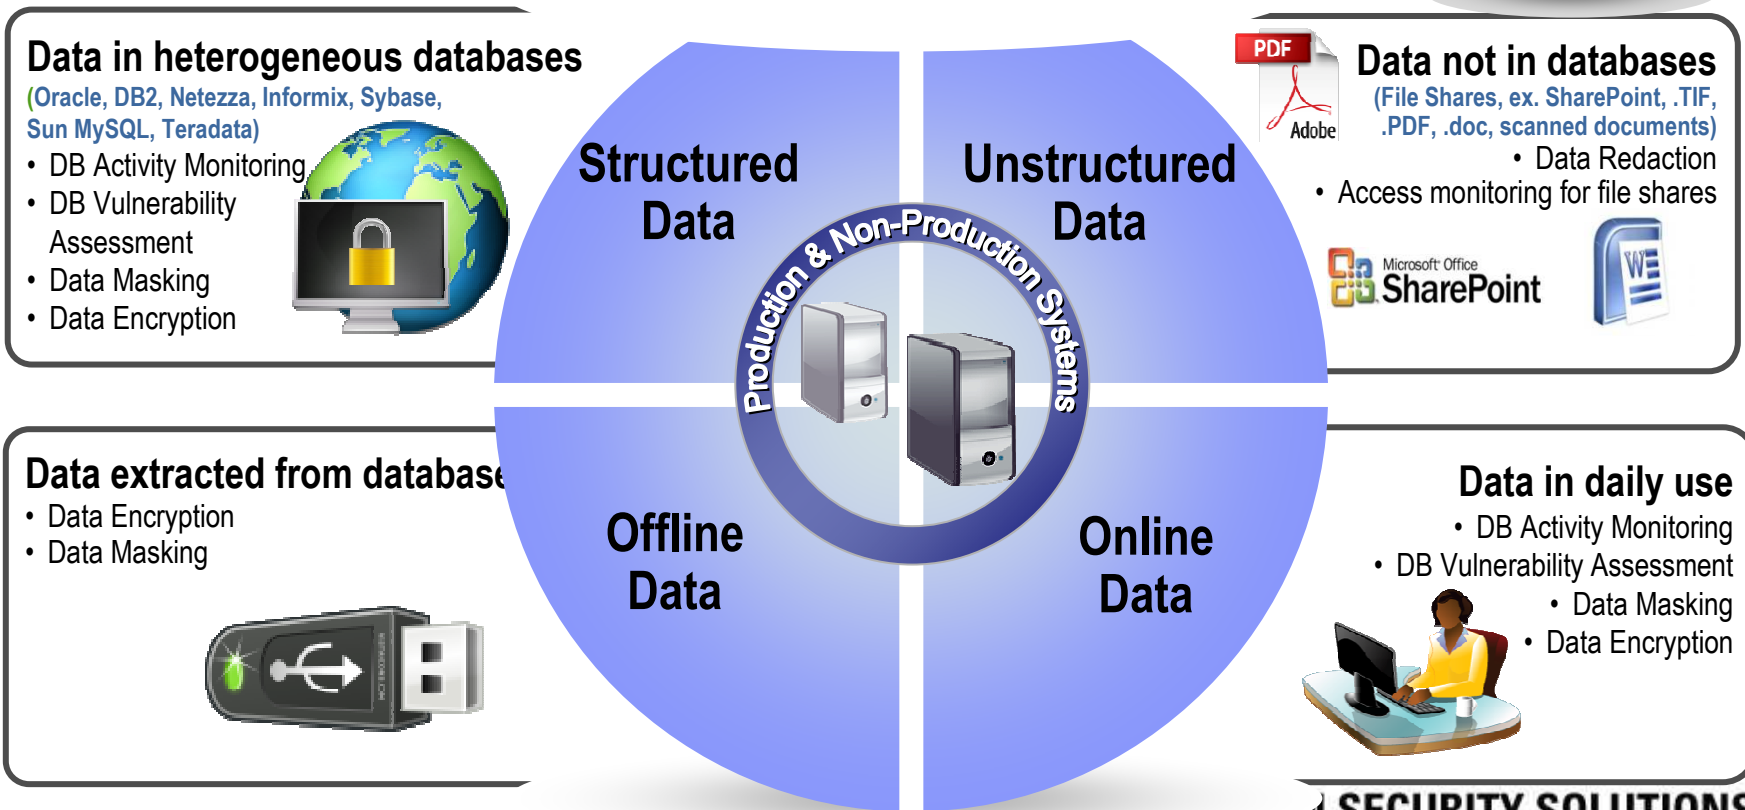 Data in heterogeneous databases
(Oracle, DB2, Netezza, Informix, Sybase,
Sun MySQL, Teradata)
• DB Activity Monitoring
• DB Vulnerability
Assessment
• Data Masking
• Data Encryption
Structured
Data
Unstructured
Data
PDF
Adobe
Data not in databases
(File Shares, ex. SharePoint, .TIF,
.PDF, .doc, scanned documents)
• Data Redaction
• Access monitoring for file shares
Microsoft Office
SharePoint
W
Production & Non-Production Systems
Data extracted from database
• Data Encryption
• Data Masking
Offline
Data
Online
Data
Data in daily use
• DB Activity Monitoring
• DB Vulnerability Assessment
• Data Masking
• Data Encryption
SECURITY SOLUTIONS